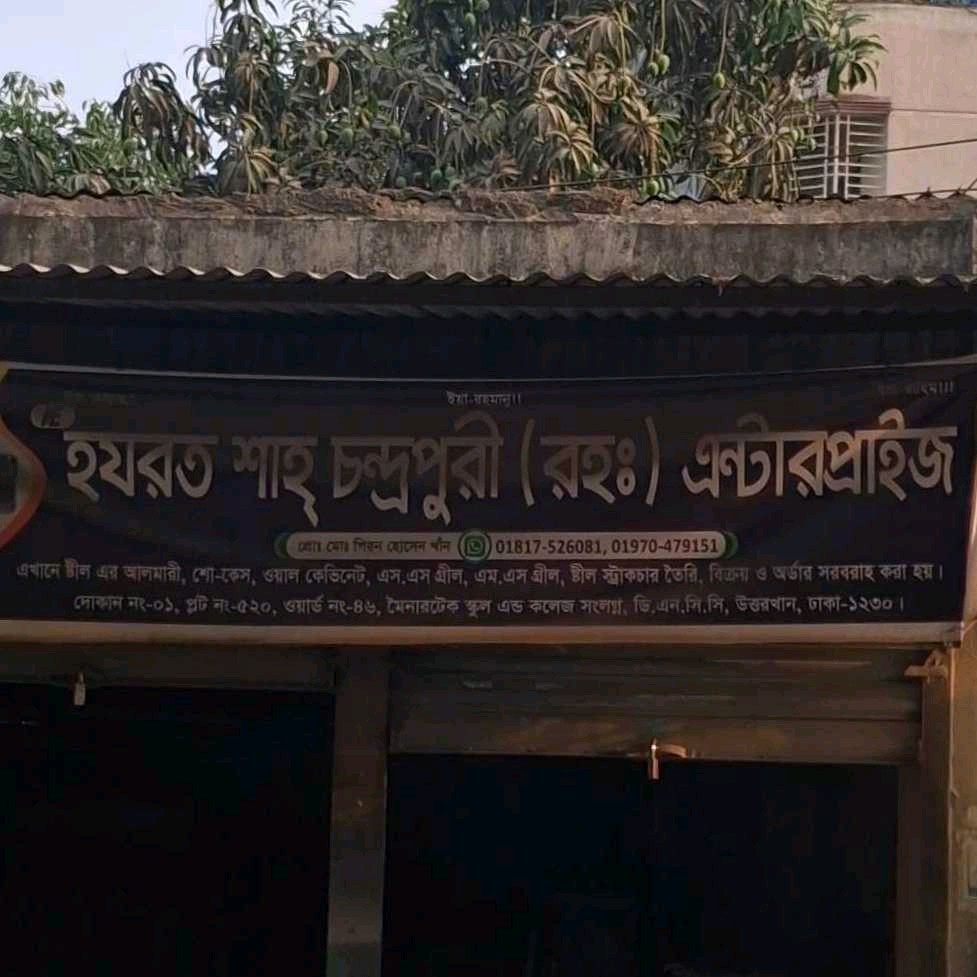 ইয়া-রহমানু!!
হযরত শাহ্ চন্দ্রপুরী (রহঃ) এন্টারপ্রাইজ
প্রোঃ মোঃ শিরন হোসেন খাঁন 01817-526081, 01970-479151
এখানে ষ্টীল এর আলমারী, শো-কেস, ওয়াল কেভিনেট, এস.এস গ্রীল, এম.এস গ্রীল, ষ্টীল স্ট্রাকচার তৈরি, বিক্রয় ও অর্ডার সরবরাহ করা হয়।
দোকান নং-০১, প্লট নং-৫২০, ওয়ার্ড নং-৪৬, মৈনারটেক স্কুল এন্ড কলেজ সংলগ্ন, ডি.এন.সি.সি, উত্তরখান, ঢাকা-১২৩০।